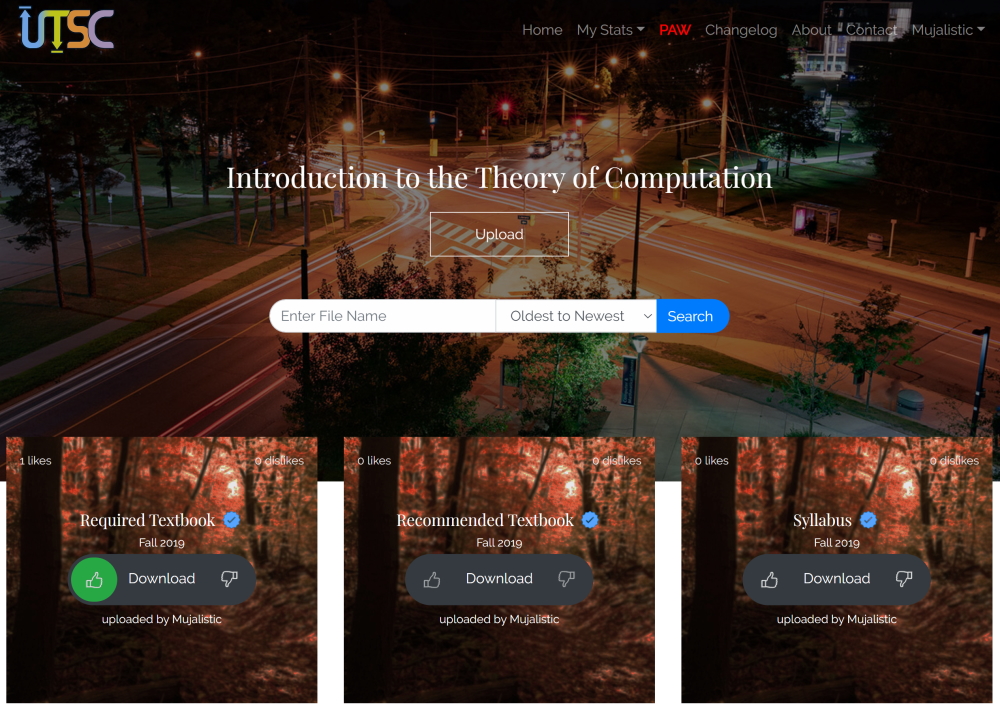 UTSC
Home My Stats PAW Changelog About Contact Mujalistic
Introduction to the Theory of Computation
Upload
Enter File Name Oldest to Newest Search
1 likes 0 dislikes 0 likes 0 dislikes 0 likes 0 dislikes
Required Textbook Recommended Textbook Syllabus
Fall 2019 Fall 2019 Fall 2019
Download Download Download
uploaded by Mujalistic uploaded by Mujalistic uploaded by Mujalistic